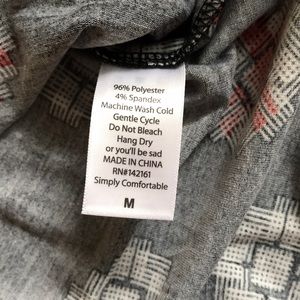 96% Polyester
4% Spandex
Machine Wash Cold
Gentle Cycle
Do Not Bleach
Hang Dry
or you'll be sad
MADE IN CHINA
RN#142161
Simply Comfortable
M